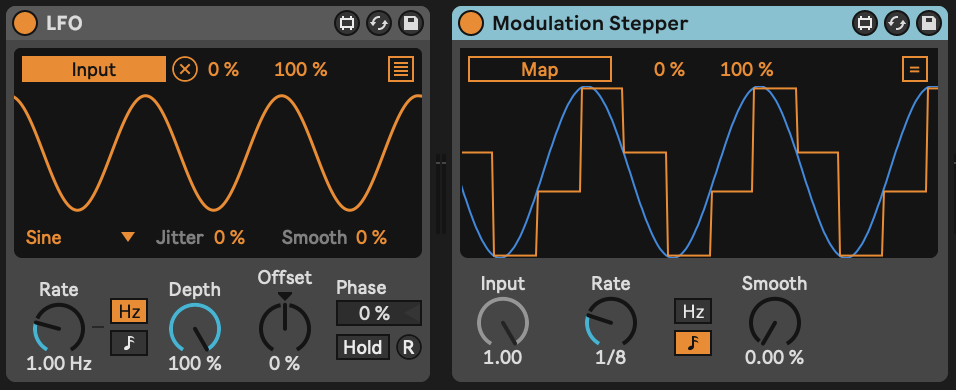 LFO
Input 0 % 100 %
Sine Jitter 0 % Smooth 0 %
Rate Depth Offset Phase
Hz
0 %
Hold R
1.00 Hz 100 % 0 %
Modulation Stepper
Map 0 % 100 % =
Input Rate Smooth
Hz
1.00 1/8 0.00 %